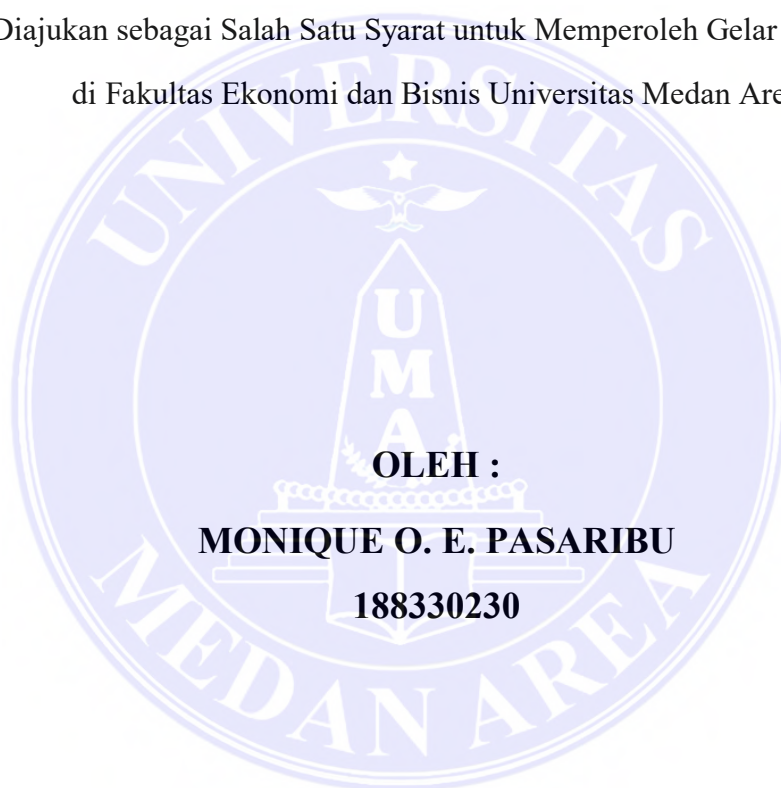 Diajukan sebagai Salah Satu Syarat untuk Memperoleh Gelar
di Fakultas Ekonomi dan Bisnis Universitas Medan Are
UNIVERSITAS
U
M
A
OLEH :
MONIQUE O. E. PASARIBU
188330230
MEDAN AREA